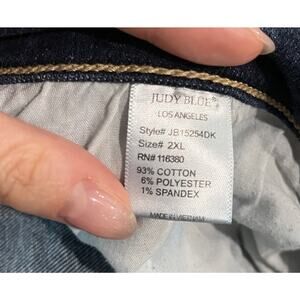 JUDY BLUE
LOS ANGELES
Style# JB15254DK
Size# 2XL
RN# 116380
93% COTTON
6% POLYESTER
1% SPANDEX
MADE IN VIETNAM